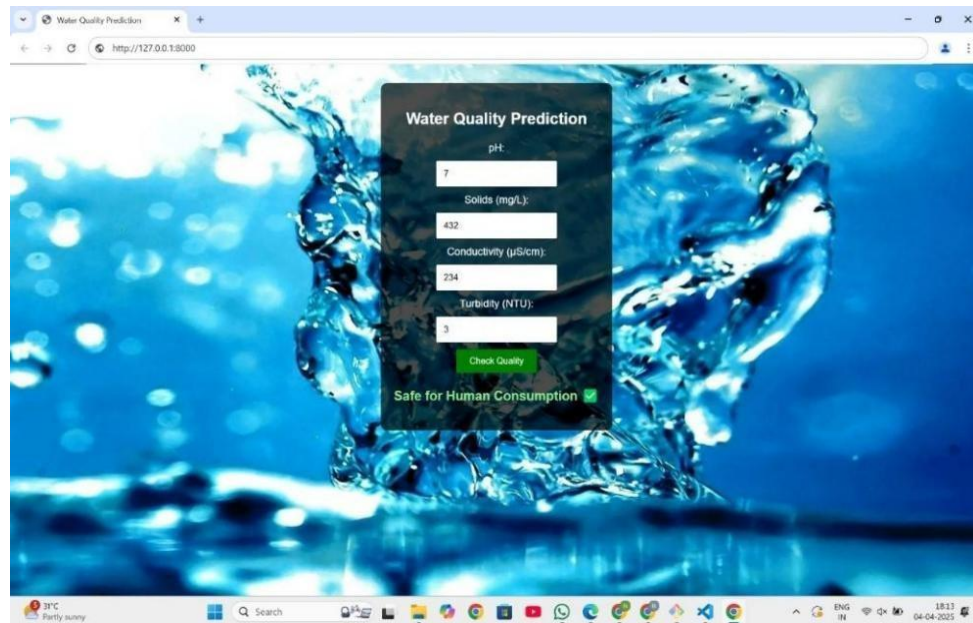 Water Quality Prediction
http://127.0.0.1:8000
Water Quality Prediction
pH:
7
Solids (mg/L):
432
Conductivity (µS/cm):
234
Turbidity (NTU):
3
Check Quality
Safe for Human Consumption
5
31°C
Partly sunny
Search
ENG
IN
18:13
04-04-2025